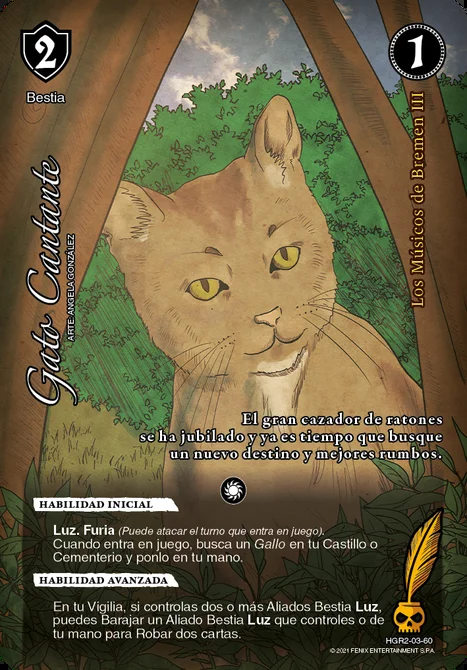 2
1
Bestia
Los Músicos de Bremen III
Gato Cantante
ARTE: ANGELA GONZÁLEZ
El gran cazador de ratones
se ha jubilado y ya es tiempo que busque
un nuevo destino y mejores rumbos.
HABILIDAD INICIAL
Luz. Furia (Puede atacar el turno que entra en juego).
Cuando entra en juego, busca un Gallo en tu Castillo o
Cementerio y ponlo en tu mano.
HABILIDAD AVANZADA
En tu Vigilia, si controlas dos o más Aliados Bestia Luz,
puedes Barajar un Aliado Bestia Luz que controles o de
tu mano para Robar dos cartas.
HGR2-03-60
© 2021 FENIX ENTERTAINMENT S.P.A.